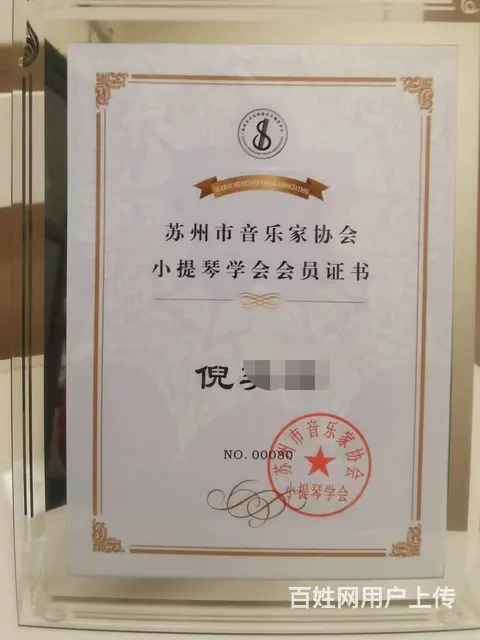 苏州市音乐家协会
小提琴学会会员证书
倪
NO. 00080
苏州市音乐家协会
小提琴学会
百姓网用户上传